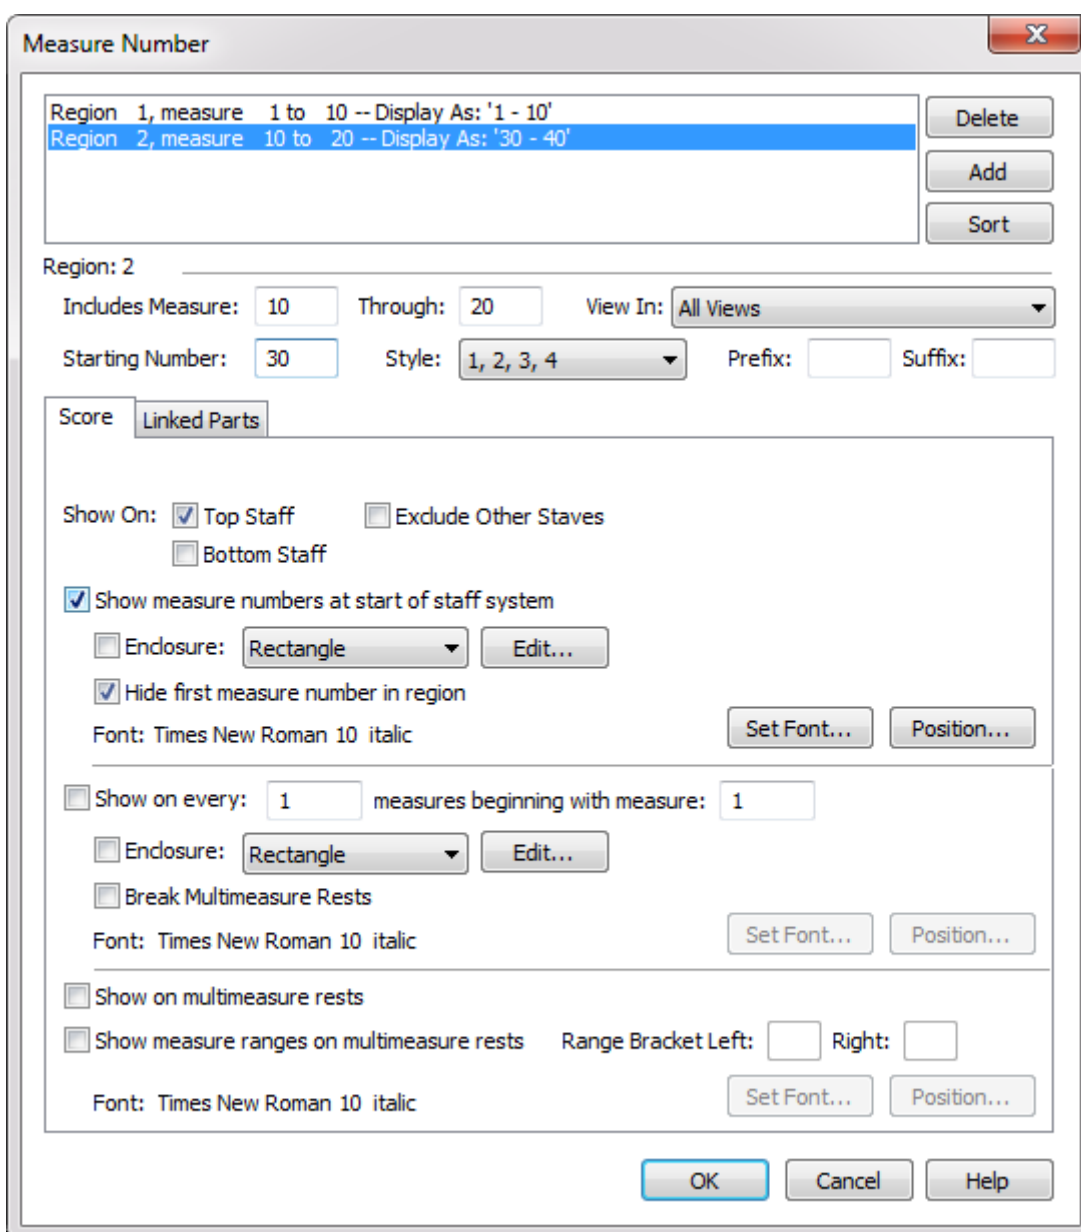 Measure Number
Region 1, measure 1 to 10 -- Display As: '1 - 10'
Region 2, measure 10 to 20 -- Display As: '30 - 40'
Delete
Add
Sort
Region: 2
Includes Measure: 10 Through: 20 View In: All Views
Starting Number: 30 Style: 1, 2, 3, 4 Prefix: Suffix:
Score Linked Parts
Show On: Top Staff Exclude Other Staves
Bottom Staff
Show measure numbers at start of staff system
Enclosure: Rectangle Edit...
Hide first measure number in region
Font: Times New Roman 10 italic Set Font... Position...
Show on every: 1 measures beginning with measure: 1
Enclosure: Rectangle Edit...
Break Multimeasure Rests
Font: Times New Roman 10 italic Set Font... Position...
Show on multimeasure rests
Show measure ranges on multimeasure rests Range Bracket Left: Right:
Font: Times New Roman 10 italic Set Font... Position...
OK Cancel Help